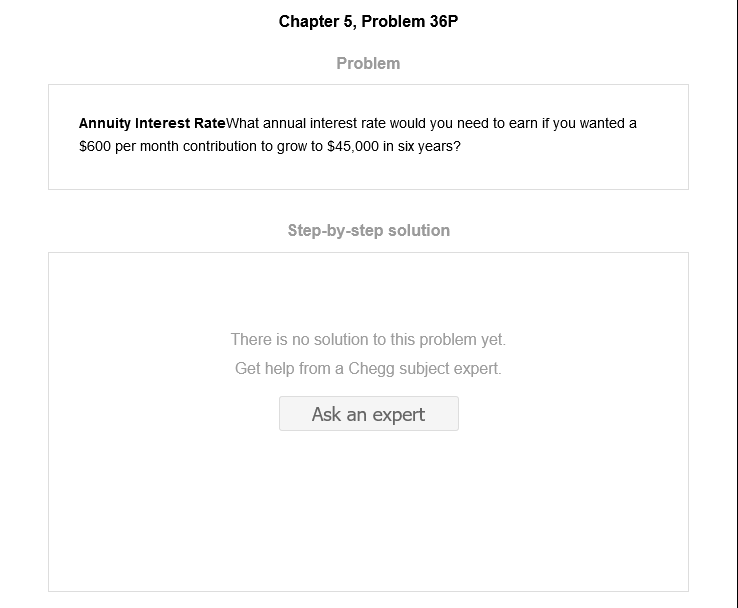 Chapter 5, Problem 36P
Problem
Annuity Interest RateWhat annual interest rate would you need to earn if you wanted a
$600 per month contribution to grow to $45,000 in six years?
Step-by-step solution
There is no solution to this problem yet.
Get help from a Chegg subject expert.
Ask an expert